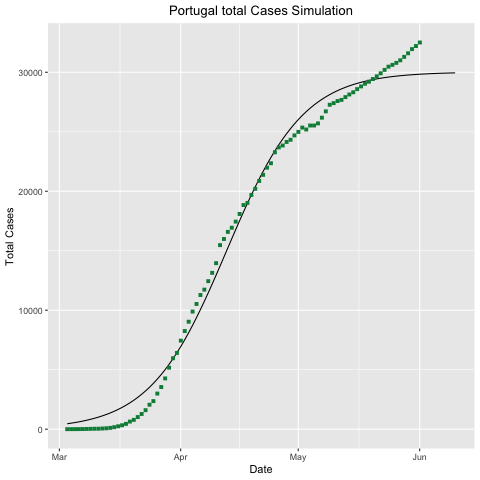 Portugal total Cases Simulation
30000
20000
10000
0
Total Cases
Mar
Apr
May
Jun
Date